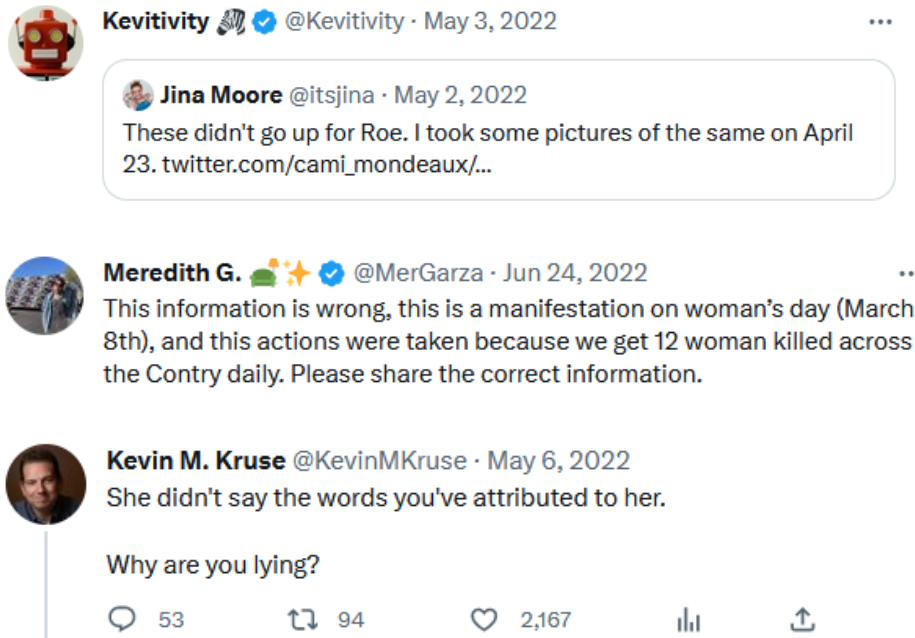 Kevitivity @Kevitivity · May 3, 2022
Jina Moore @itsjina · May 2, 2022
These didn't go up for Roe. I took some pictures of the same on April
23. twitter.com/cami_mondeaux/...
Meredith G. @MerGarza · Jun 24, 2022
This information is wrong, this is a manifestation on woman’s day (March
8th), and this actions were taken because we get 12 woman killed across
the Contry daily. Please share the correct information.
Kevin M. Kruse @KevinMKruse · May 6, 2022
She didn't say the words you've attributed to her.
Why are you lying?
53 94 2,167